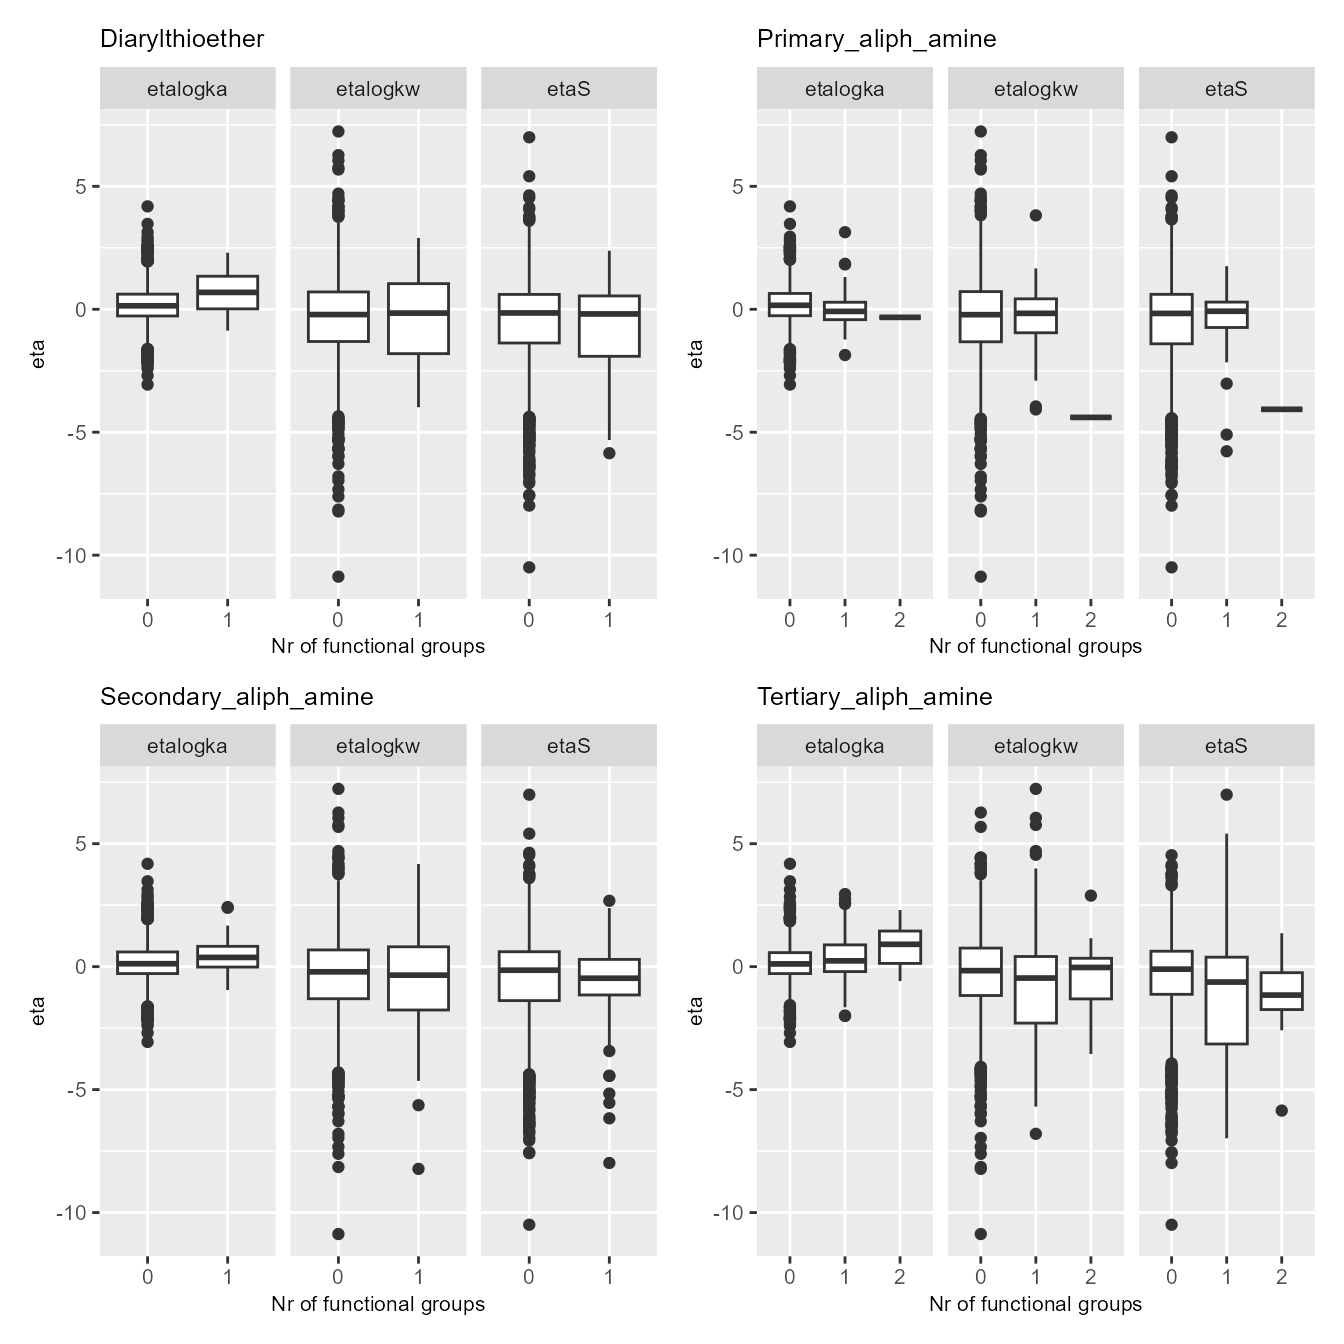 Diarylthioether
etalogka etalogkw etaS
5
0
-5
-10
eta
0 1 0 1 0 1
Nr of functional groups
Primary_aliph_amine
etalogka etalogkw etaS
5
0
-5
-10
eta
0 1 2 0 1 2 0 1 2
Nr of functional groups
Secondary_aliph_amine
etalogka etalogkw etaS
5
0
-5
-10
eta
0 1 0 1 0 1
Nr of functional groups
Tertiary_aliph_amine
etalogka etalogkw etaS
5
0
-5
-10
eta
0 1 2 0 1 2 0 1 2
Nr of functional groups